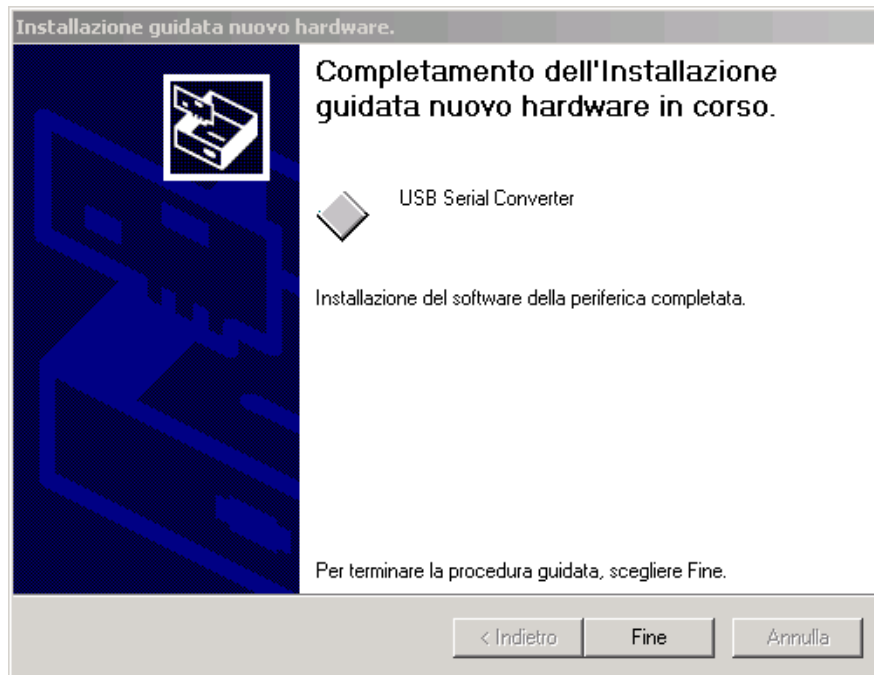 Installazione guidata nuovo hardware.
Completamento dell'Installazione
guidata nuovo hardware in corso.
USB Serial Converter
Installazione del software della periferica completata.
Per terminare la procedura guidata, scegliere Fine.
< Indietro
Fine
Annulla